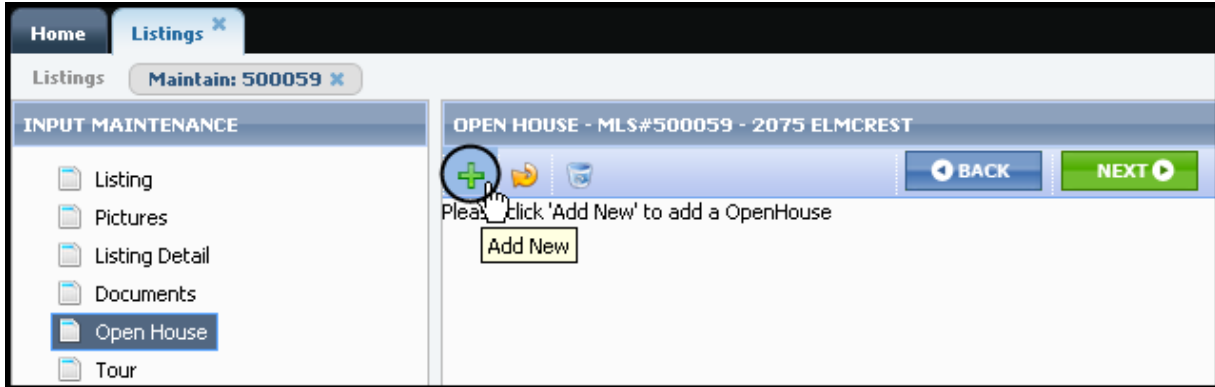 Home Listings
Listings Maintain: 500059
INPUT MAINTENANCE
Listing
Pictures
Listing Detail
Documents
Open House
Tour
OPEN HOUSE - MLS#500059 - 2075 ELMCREST
BACK NEXT
click 'Add New' to add a OpenHouse
Add New